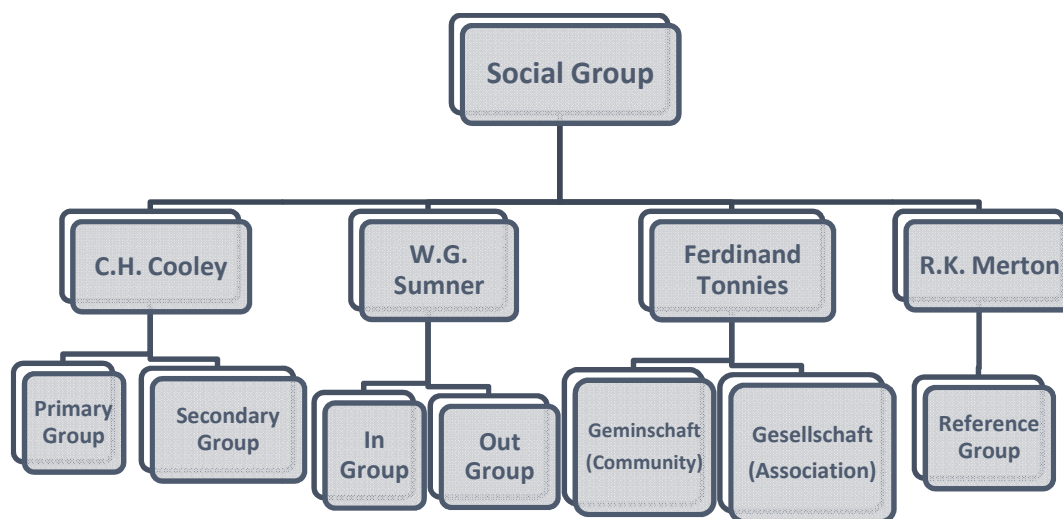 Social Group
C.H. Cooley
W.G.
Sumner
Ferdinand
Tonnies
R.K. Merton
Primary
Group
Secondary
Group
In
Group
Out
Group
Geminschaft
(Community)
Gesellschaft
(Association)
Reference
Group